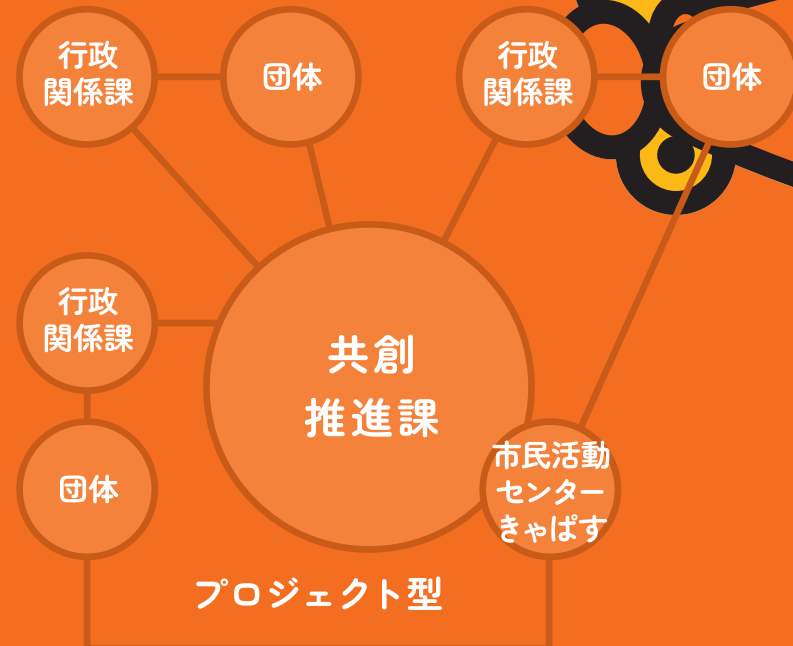 行政
関係課
団体
行政
関係課
団体
行政
関係課
共創
推進課
団体
市民活動
センター
きゃぱす
プロジェクト型